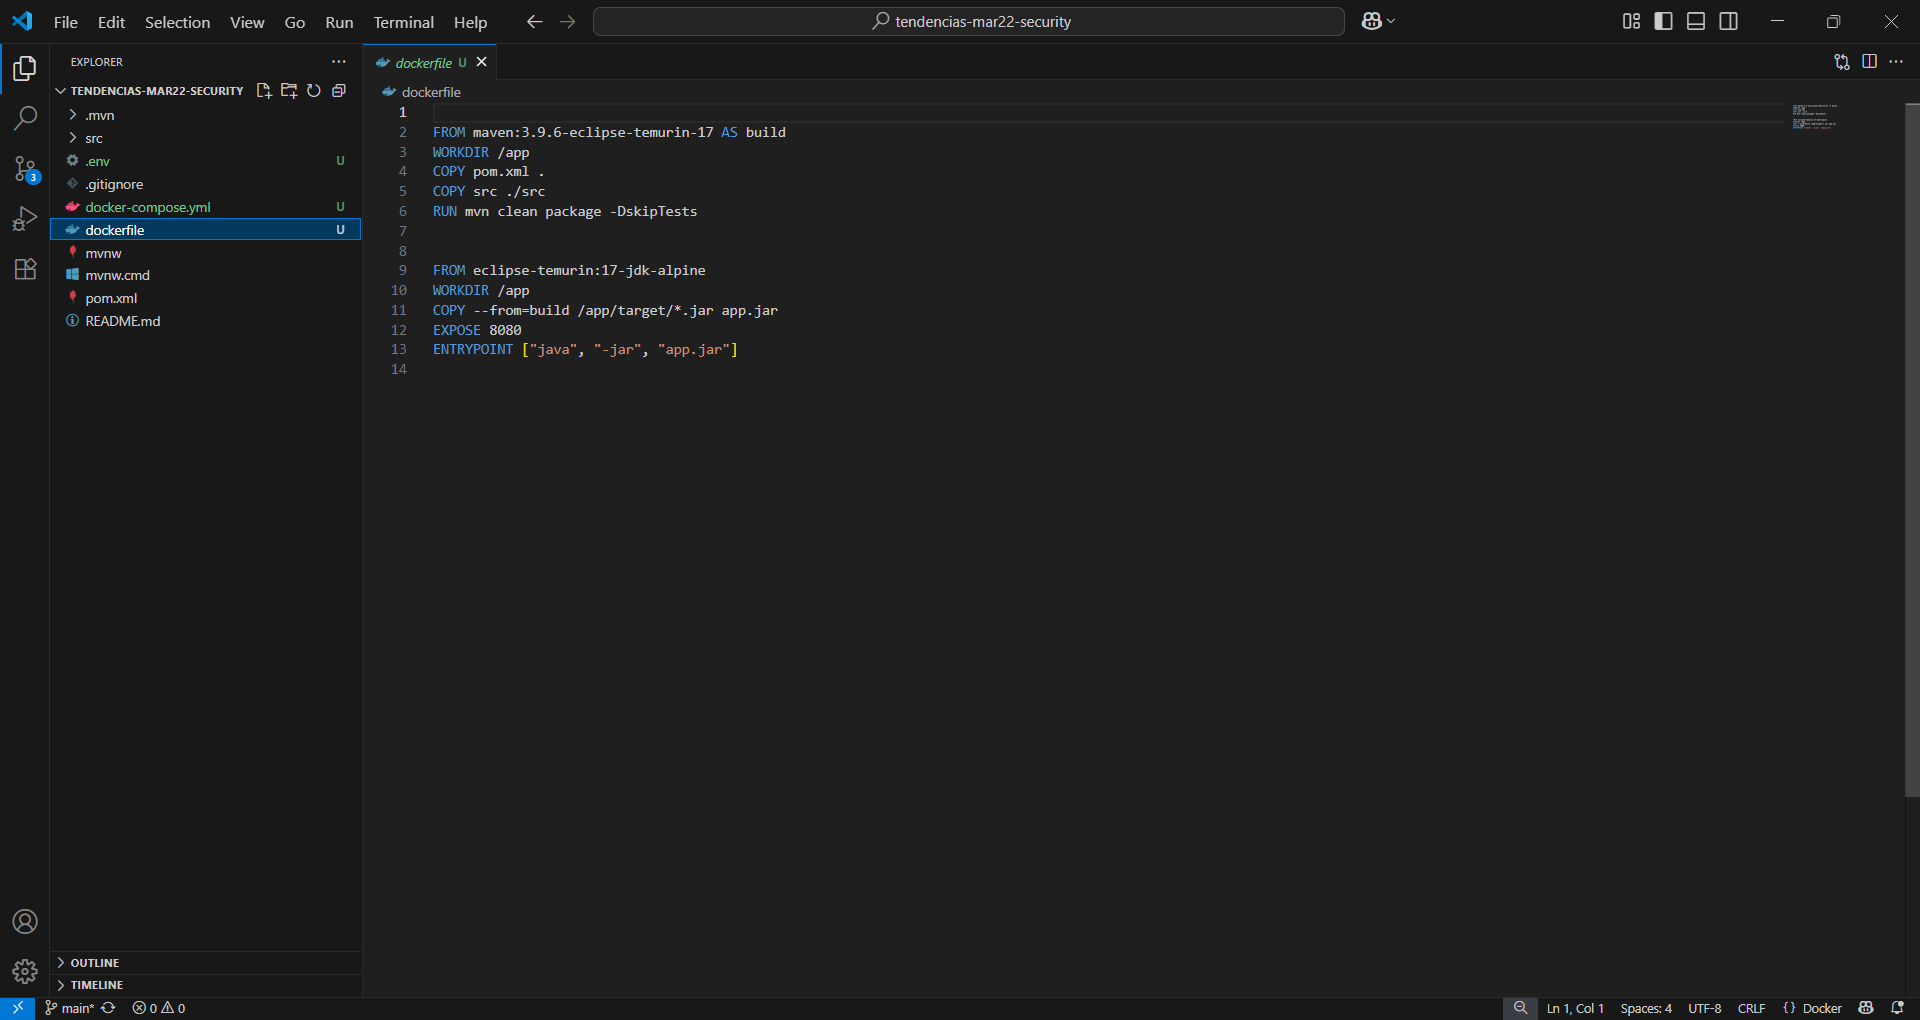 File Edit Selection View Go Run Terminal Help
tendencias-mar22-security
EXPLORER
TENDENCIAS-MAR22-SECURITY
.mvn
src
.env U
.gitignore
docker-compose.yml U
dockerfile U
mvnw
mvnw.cmd
pom.xml
README.md
OUTLINE
TIMELINE
3
dockerfile U
dockerfile
1
2 FROM maven:3.9.6-eclipse-temurin-17 AS build
3 WORKDIR /app
4 COPY pom.xml .
5 COPY src ./src
6 RUN mvn clean package -DskipTests
7
8
9 FROM eclipse-temurin:17-jdk-alpine
10 WORKDIR /app
11 COPY --from=build /app/target/*.jar app.jar
12 EXPOSE 8080
13 ENTRYPOINT ["java", "-jar", "app.jar"]
14
main* 0 0
Ln 1, Col 1 Spaces: 4 UTF-8 CRLF {} Docker